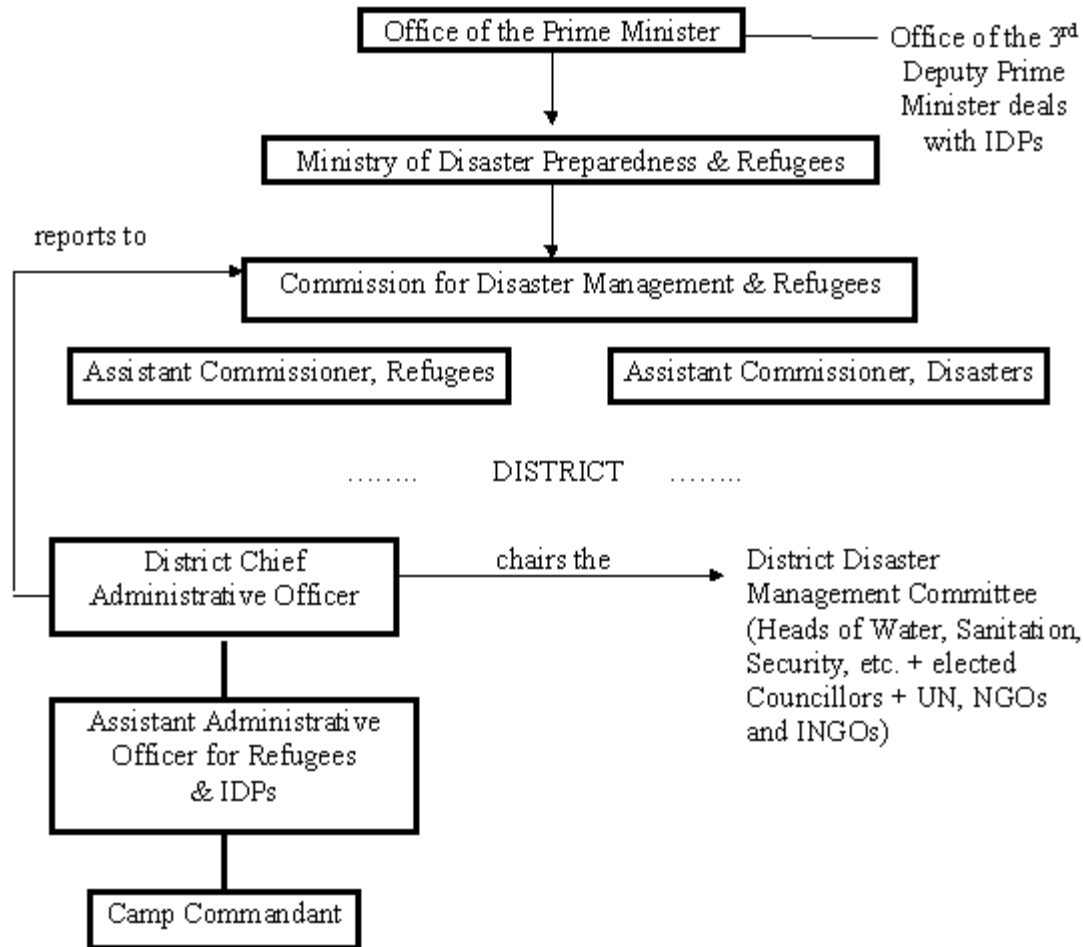 Office of the Prime Minister
Office of the 3rd
Deputy Prime
Minister deals
with IDPs
Ministry of Disaster Preparedness & Refugees
reports to
Commission for Disaster Management & Refugees
Assistant Commissioner, Refugees
Assistant Commissioner, Disasters
........ DISTRICT ........
District Chief
Administrative Officer
chairs the
District Disaster
Management Committee
(Heads of Water, Sanitation,
Security, etc. + elected
Councillors + UN, NGOs
and INGOs)
Assistant Administrative
Officer for Refugees
& IDPs
Camp Commandant